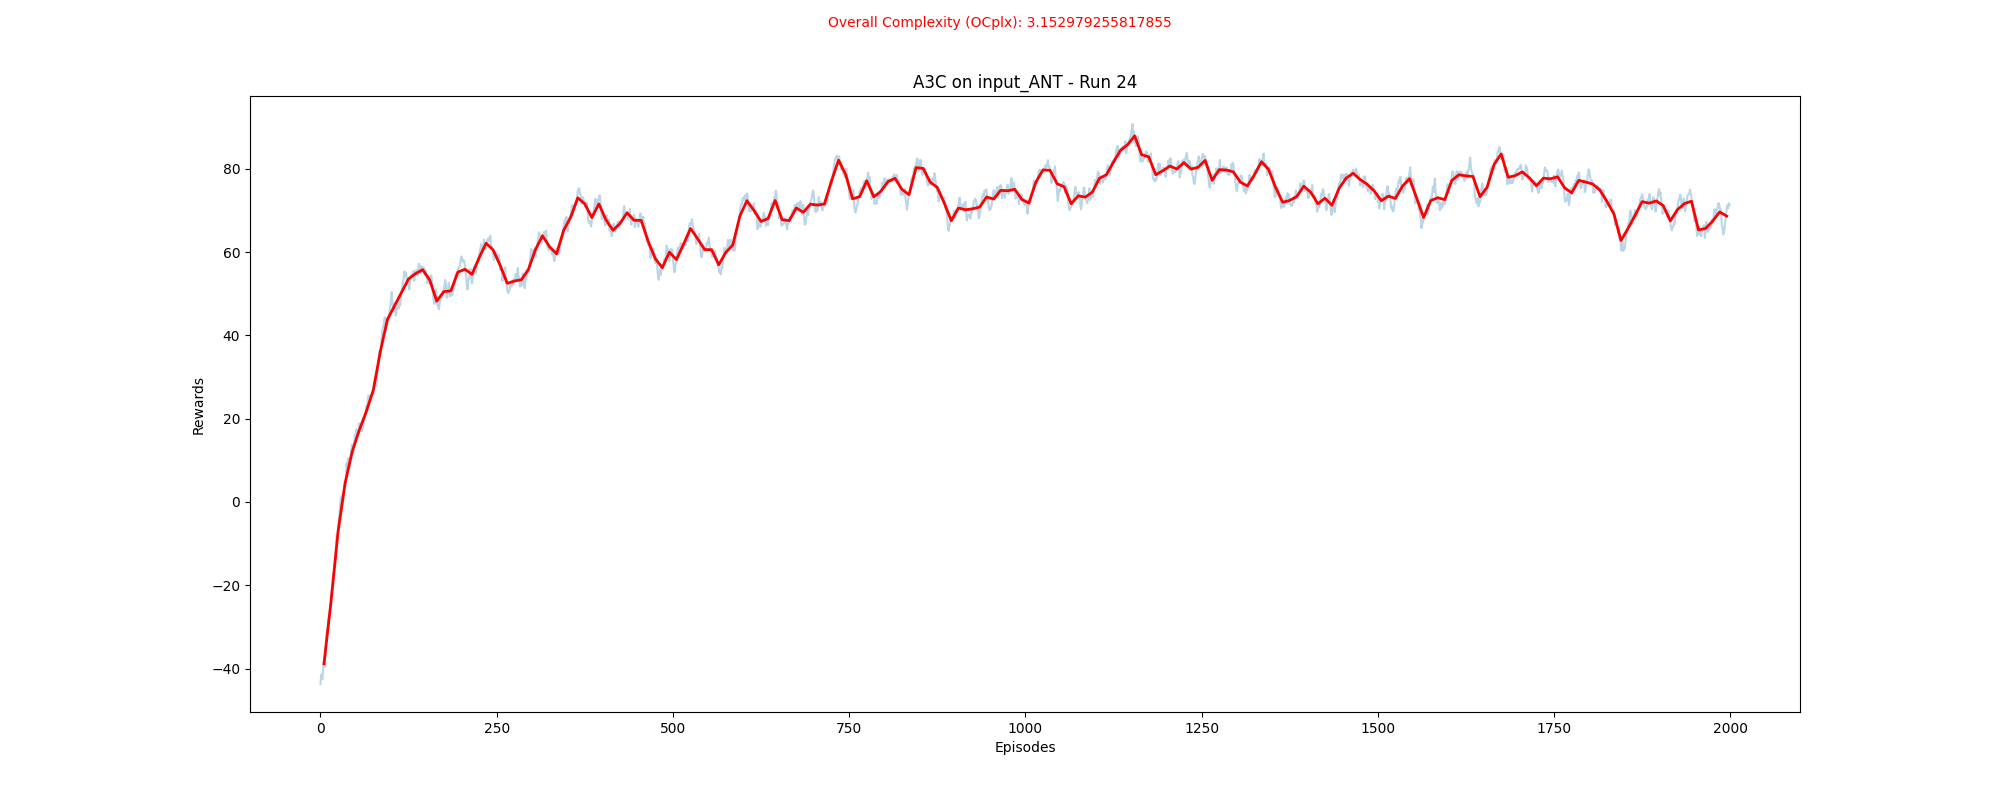 Overall Complexity (OCplx): 3.152979255817855
A3C on input_ANT - Run 24
80
60
40
20
0
−20
−40
Rewards
0 250 500 750 1000 1250 1500 1750 2000
Episodes